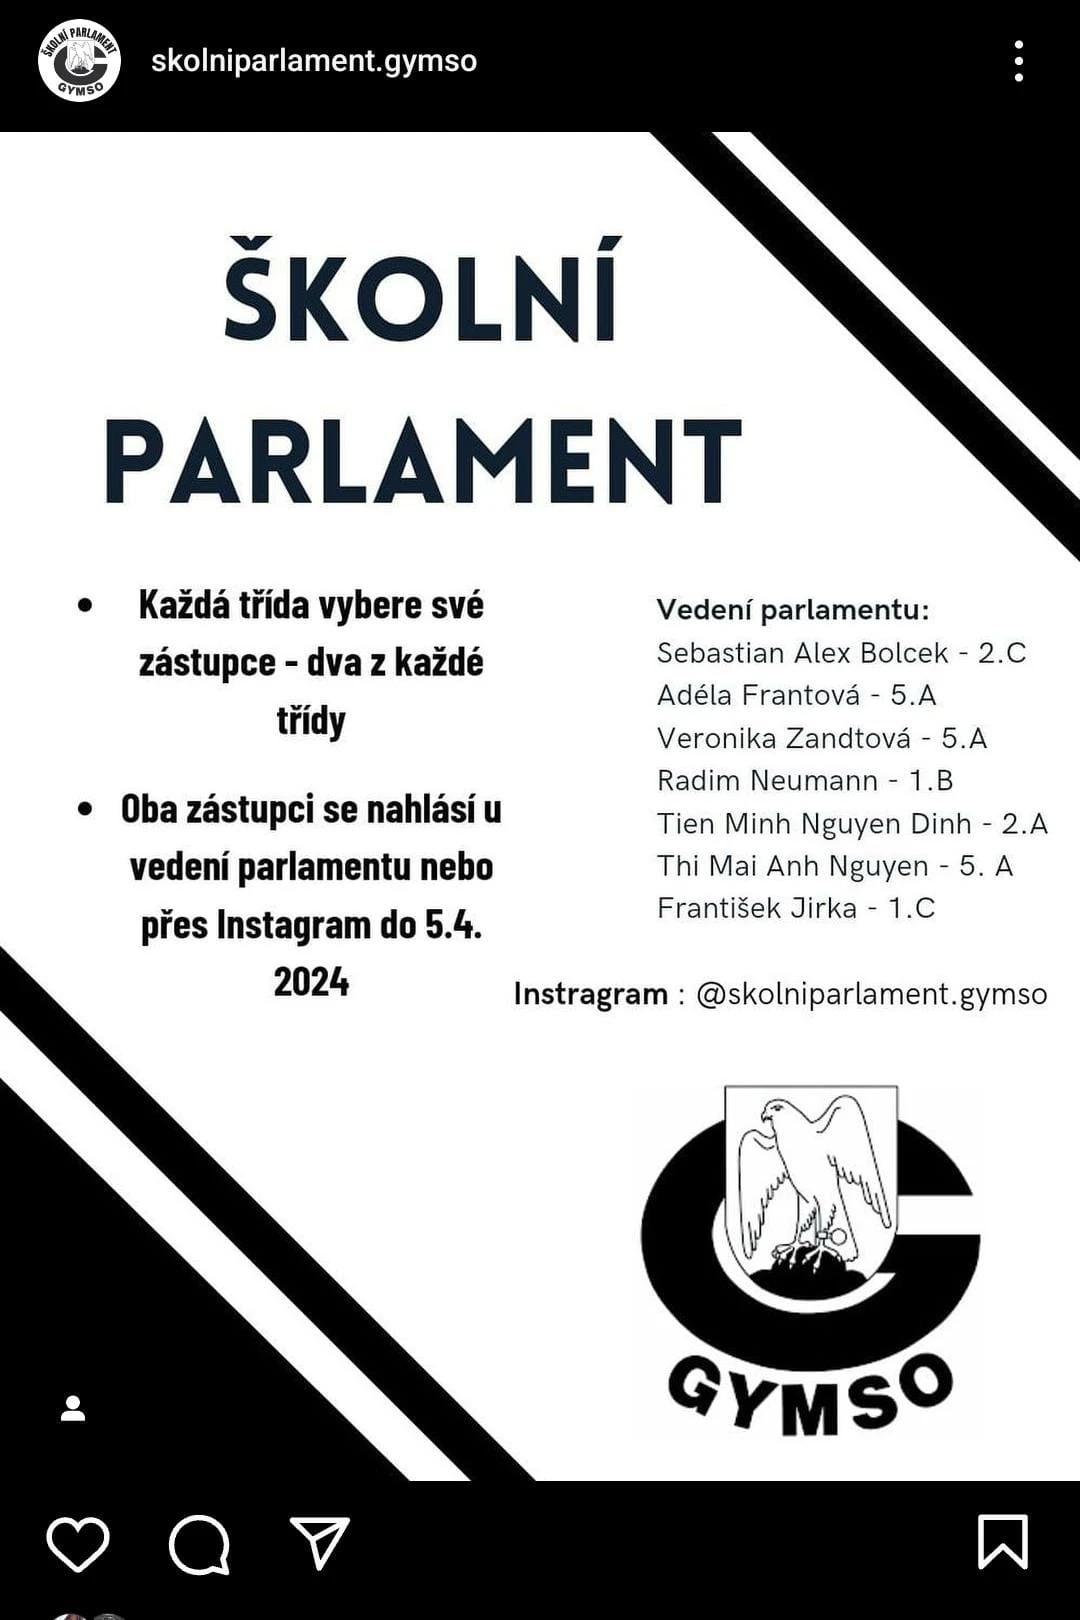 ŠKOLNÍ PARLAMENT
GYMSO
skolniparlament.gymso
ŠKOLNÍ
PARLAMENT
• Každá třída vybere své
zástupce - dva z každé
třídy
• Oba zástupci se nahlásí u
vedení parlamentu nebo
přes Instagram do 5.4.
2024
Vedení parlamentu:
Sebastian Alex Bolcek - 2.C
Adéla Frantová - 5.A
Veronika Zandtová - 5.A
Radim Neumann - 1.B
Tien Minh Nguyen Dinh - 2.A
Thi Mai Anh Nguyen - 5. A
František Jirka - 1.C
Instragram : @skolniparlament.gymso
GYMSO